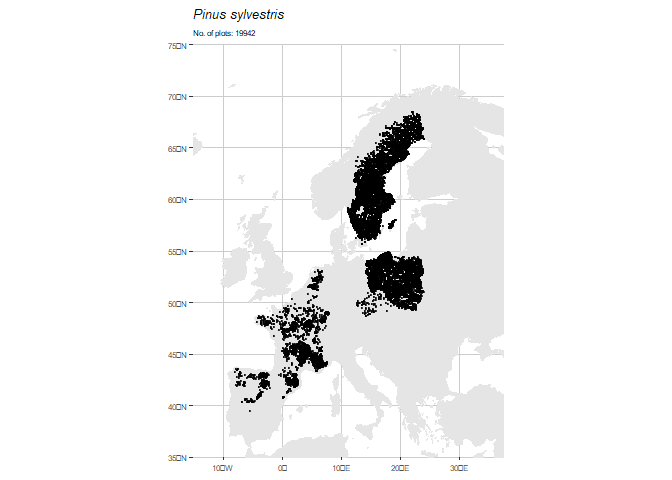 Pinus sylvestris
No. of plots: 19942
75□N
70□N
65□N
60□N
55□N
50□N
45□N
40□N
35□N
10□W
0□
10□E
20□E
30□E